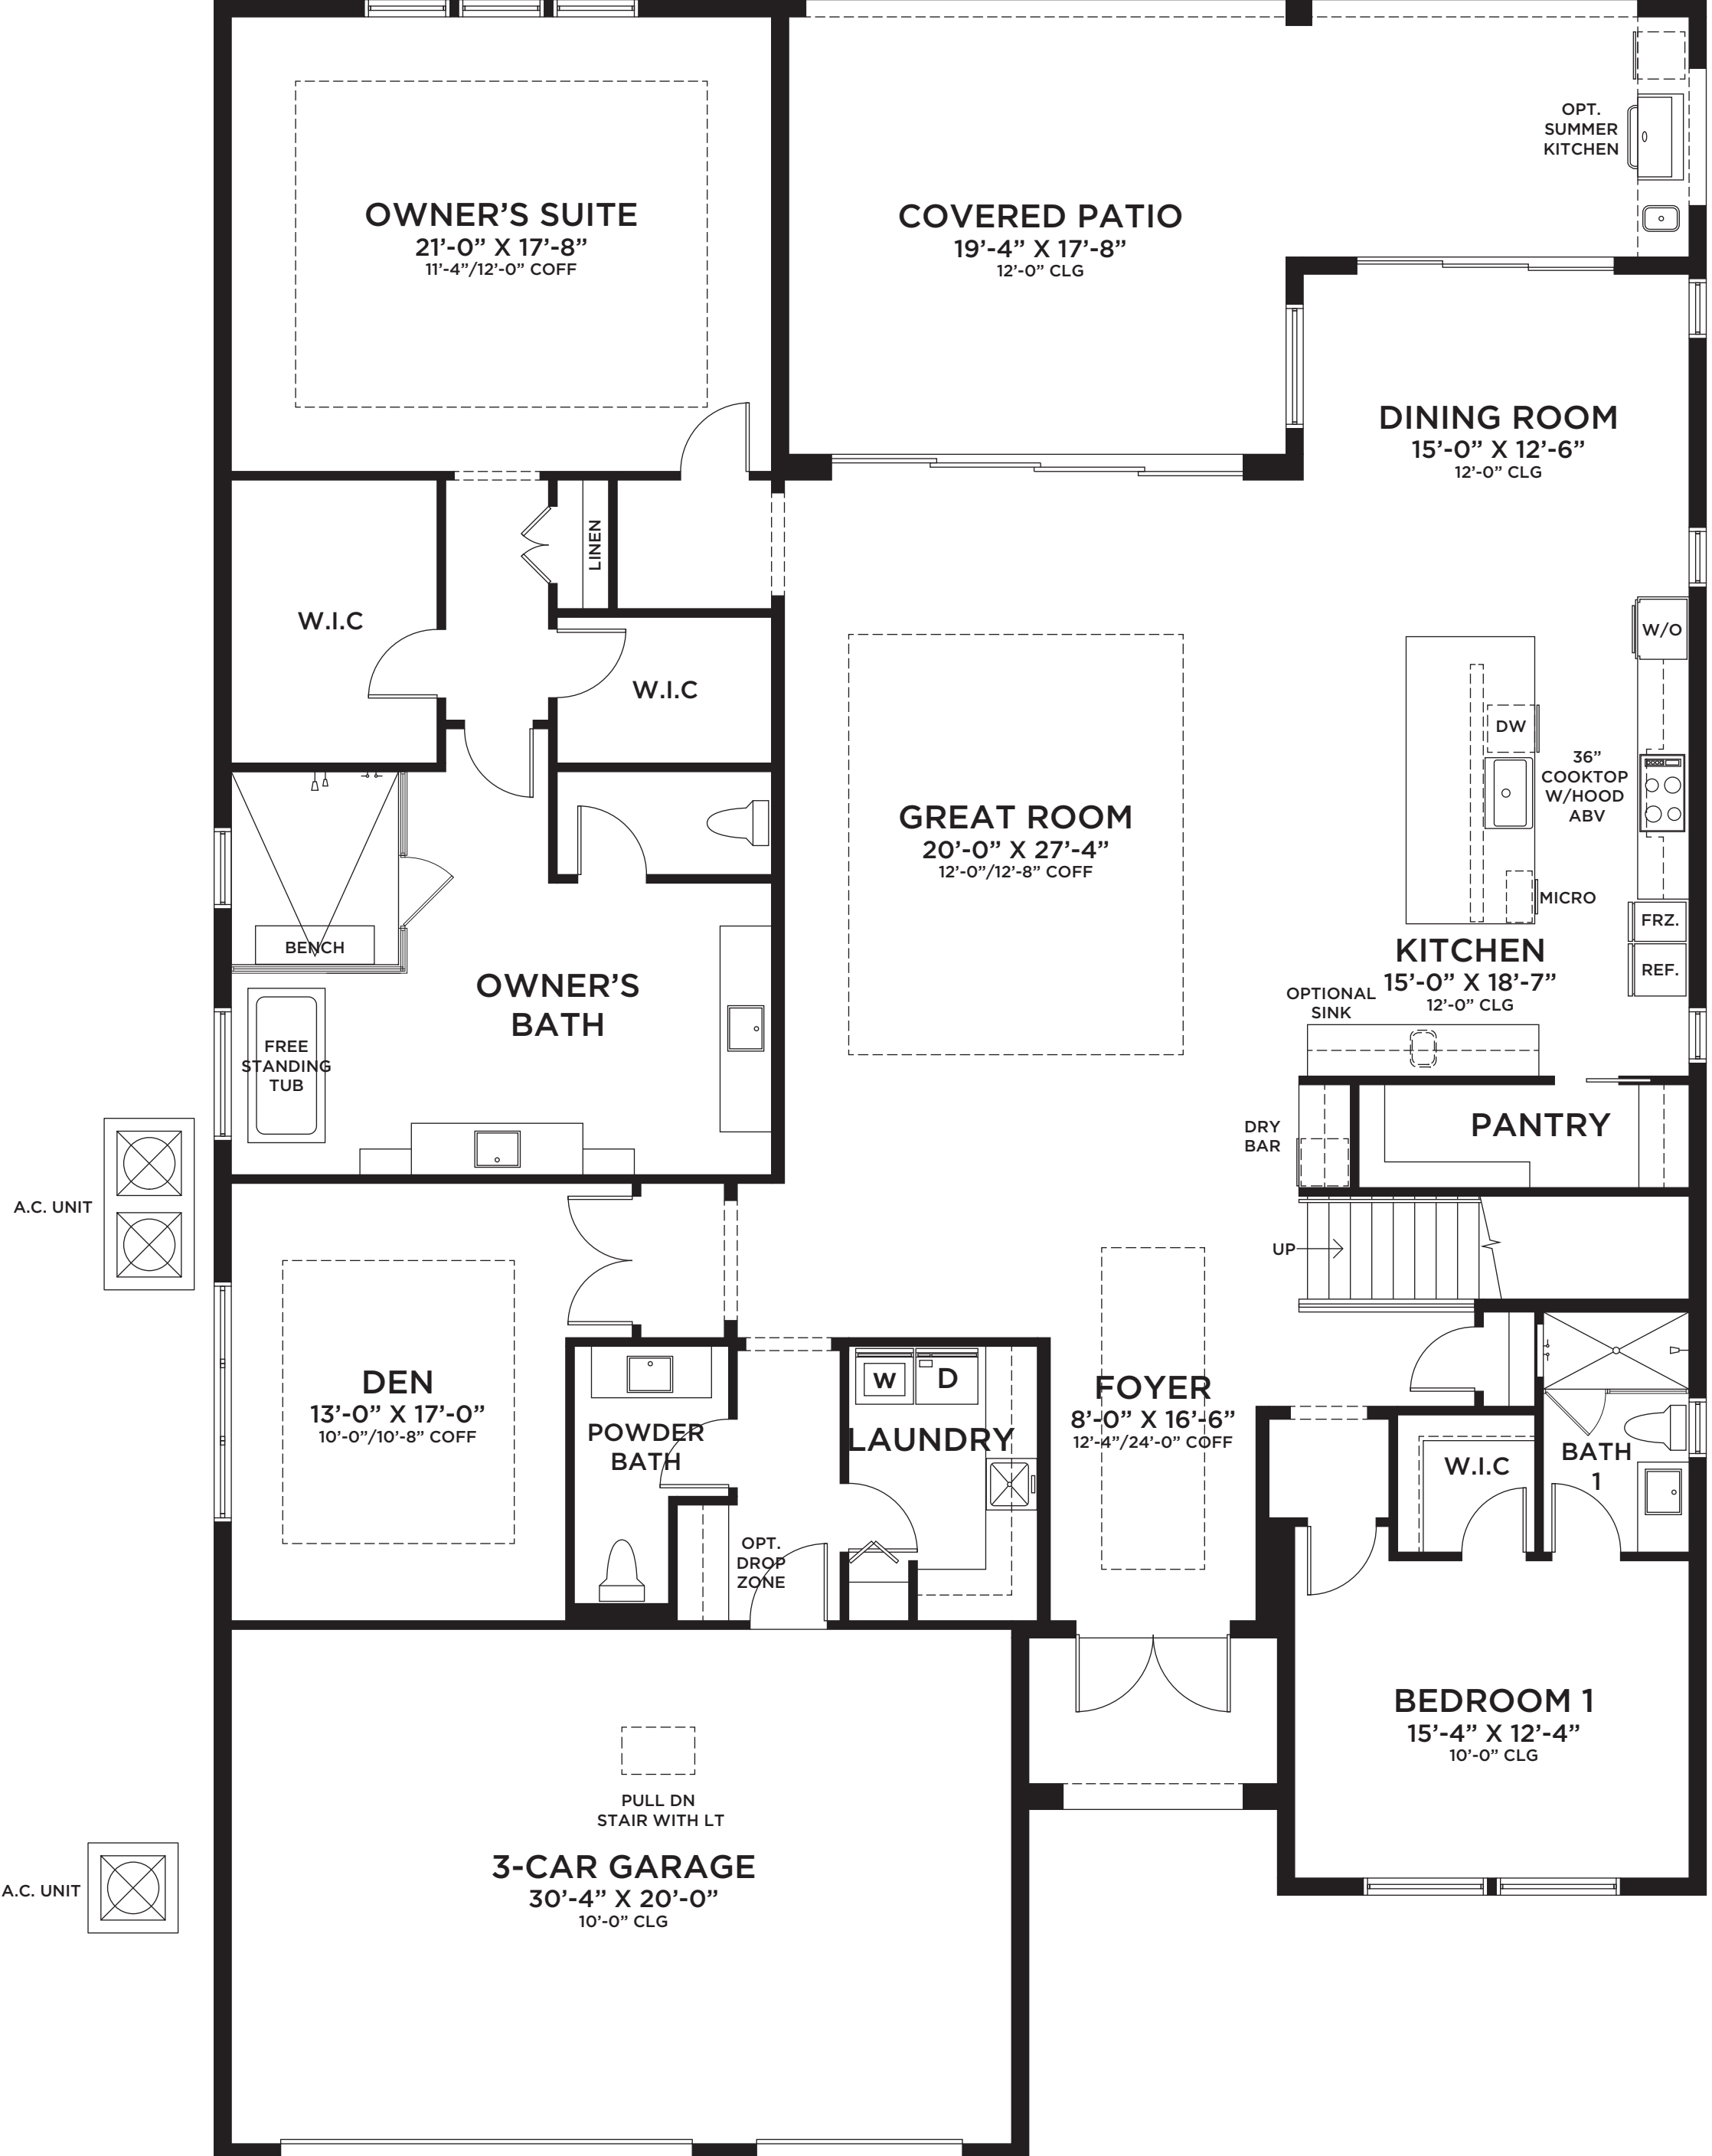 OPT.
SUMMER
KITCHEN
OWNER’S SUITE
21’-0” X 17’-8”
11’-4”/12’-0” COFF
COVERED PATIO
19’-4” X 17’-8”
12’-0” CLG
DINING ROOM
15’-0” X 12’-6”
12’-0” CLG
LINEN
W.I.C
W.I.C
W/O
DW
36”
COOKTOP
W/HOOD
ABV
GREAT ROOM
20’-0” X 27’-4”
12’-0”/12’-8” COFF
MICRO
FRZ.
REF.
BENCH
KITCHEN
15’-0” X 18’-7”
12’-0” CLG
OPTIONAL
SINK
OWNER’S
BATH
FREE
STANDING
TUB
DRY
BAR
PANTRY
A.C. UNIT
UP
DEN
13’-0” X 17’-0”
10’-0”/10’-8” COFF
POWDER
BATH
W
D
LAUNDRY
FOYER
8’-0” X 16’-6”
12’-4”/24’-0” COFF
W.I.C
BATH
1
OPT.
DROP
ZONE
BEDROOM 1
15’-4” X 12’-4”
10’-0” CLG
PULL DN
STAIR WITH LT
3-CAR GARAGE
30’-4” X 20’-0”
10’-0” CLG
A.C. UNIT